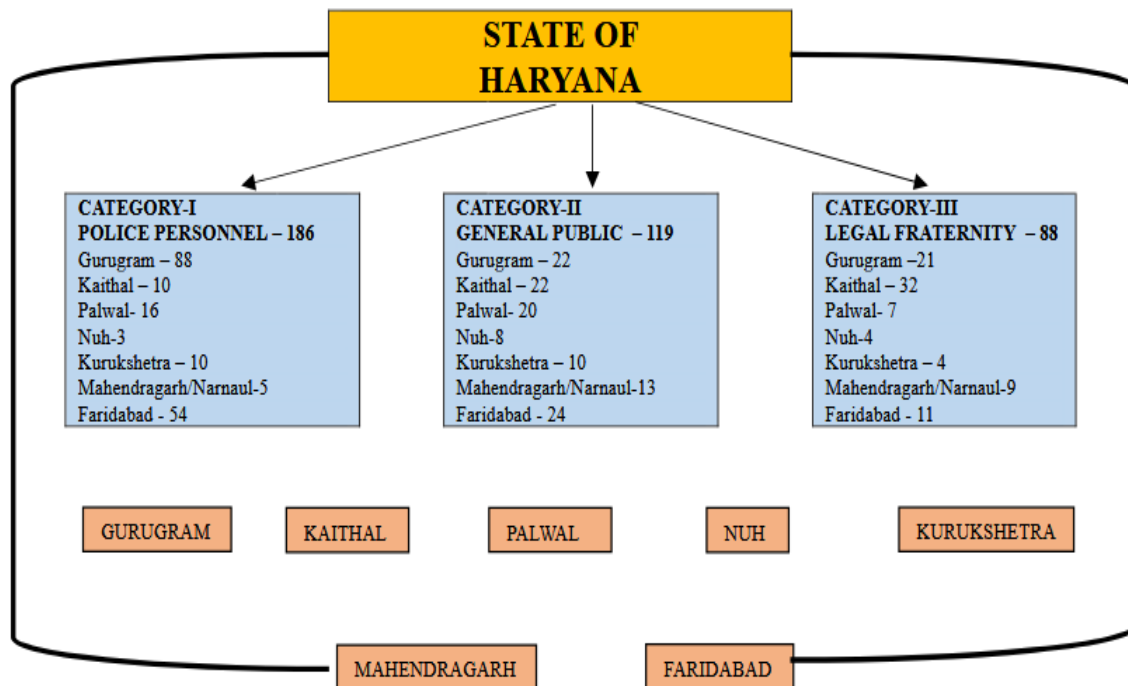 STATE OF
HARYANA
CATEGORY-I
POLICE PERSONNEL – 186
Gurugram – 88
Kaithal – 10
Palwal- 16
Nuh-3
Kurukshetra – 10
Mahendragarh/Narnaul-5
Faridabad - 54
CATEGORY-II
GENERAL PUBLIC – 119
Gurugram – 22
Kaithal – 22
Palwal- 20
Nuh-8
Kurukshetra – 10
Mahendragarh/Narnaul-13
Faridabad - 24
CATEGORY-III
LEGAL FRATERNITY – 88
Gurugram –21
Kaithal – 32
Palwal- 7
Nuh-4
Kurukshetra – 4
Mahendragarh/Narnaul-9
Faridabad - 11
GURUGRAM
KAITHAL
PALWAL
NUH
KURUKSHETRA
MAHENDRAGARH
FARIDABAD